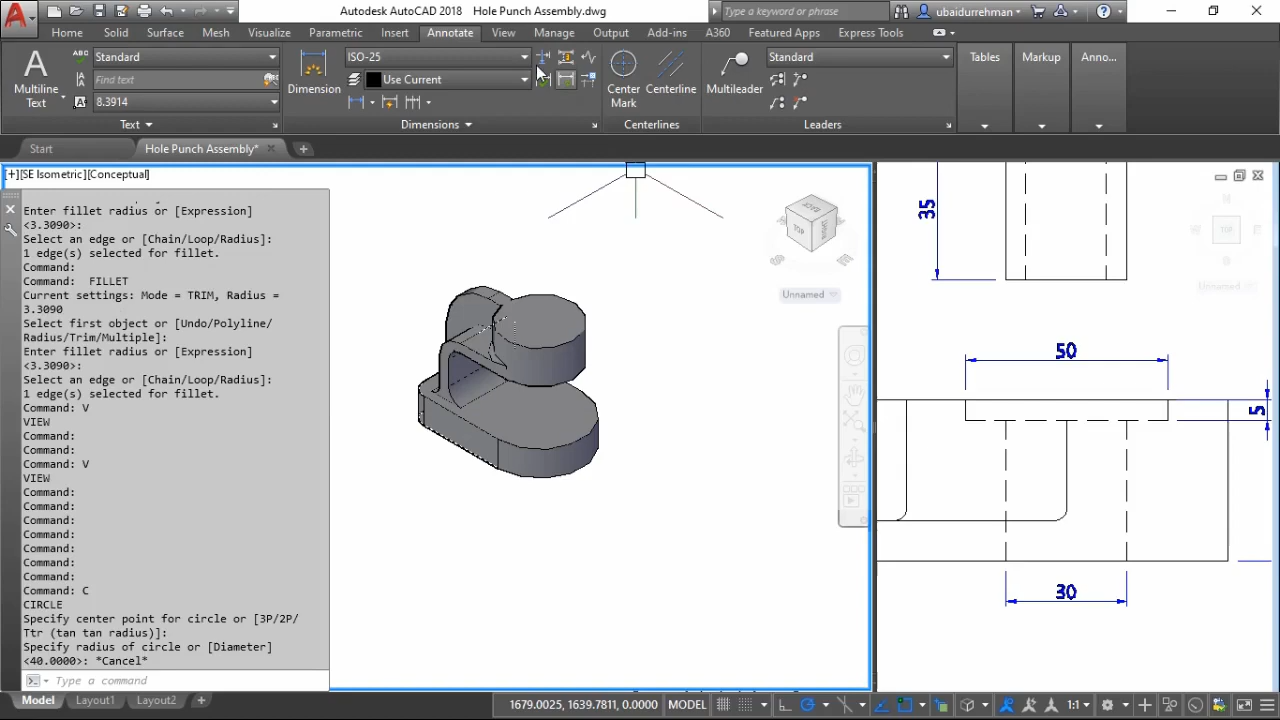 Autodesk AutoCAD 2018 Hole Punch Assembly.dwg
Type a keyword or phrase
ubaidurrehman
Home Solid Surface Mesh Visualize Parametric Insert Annotate View Manage Output Add-ins A360 Featured Apps Express Tools
Multiline
Text
Standard
Find text
8.3914
Text
Dimension
ISO-25
Use Current
Dimensions
Center
Mark
Centerline
Centerlines
Multileader
Standard
Leaders
Tables
Markup
Anno...
Start
Hole Punch Assembly*
[+][SE Isometric][Conceptual]
Enter fillet radius or [Expression]
<3.3090>:
Select an edge or [Chain/Loop/Radius]:
1 edge(s) selected for fillet.
Command:
Command:  FILLET
Current settings: Mode = TRIM, Radius =
3.3090
Select first object or [Undo/Polyline/
Radius/Trim/Multiple]:
Enter fillet radius or [Expression]
<3.3090>:
Select an edge or [Chain/Loop/Radius]:
1 edge(s) selected for fillet.
Command: V
VIEW
Command:
Command:
Command: V
VIEW
Command:
Command:
Command:
Command:
Command:
Command:
Command:
Command: C
CIRCLE
Specify center point for circle or [3P/2P/
Ttr (tan tan radius)]:
Specify radius of circle or [Diameter]
<40.0000>: *Cancel*
Type a command
TOP
S
E
Unnamed
35
TOP
Unnamed
50
5
30
Model Layout1 Layout2
1679.0025, 1639.7811, 0.0000 MODEL
1:1